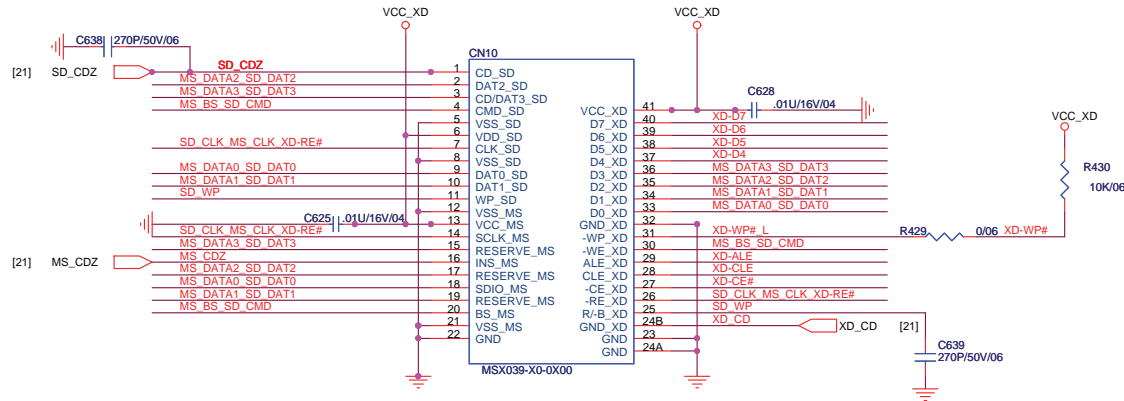 VCC_XD
VCC_XD
C638 270P/50V/06
CN10
[21] SD_CDZ SD_CDZ 1 CD_SD
MS_DATA2_SD_DAT2 2 DAT2_SD
MS_DATA3_SD_DAT3 3 CD/DAT3_SD
MS_BS_SD_CMD 4 CMD_SD
5 VSS_SD
6 VDD_SD
SD_CLK_MS_CLK_XD-RE# 7 CLK_SD
8 VSS_SD
MS_DATA0_SD_DAT0 9 DAT0_SD
MS_DATA1_SD_DAT1 10 DAT1_SD
SD_WP 11 WP_SD
12 VSS_MS
C625 .01U/16V/04 13 VCC_MS
SD_CLK_MS_CLK_XD-RE# 14 SCLK_MS
MS_DATA3_SD_DAT3 15 RESERVE_MS
[21] MS_CDZ MS_CDZ 16 INS_MS
MS_DATA2_SD_DAT2 17 RESERVE_MS
MS_DATA0_SD_DAT0 18 SDIO_MS
MS_DATA1_SD_DAT1 19 RESERVE_MS
MS_BS_SD_CMD 20 BS_MS
21 VSS_MS
22 GND
VCC_XD 41 C628 .01U/16V/04
D7_XD 40 XD-D7
D6_XD 39 XD-D6
D5_XD 38 XD-D5
D4_XD 37 XD-D4
D3_XD 36 MS_DATA3_SD_DAT3
D2_XD 35 MS_DATA2_SD_DAT2
D1_XD 34 MS_DATA1_SD_DAT1
D0_XD 33 MS_DATA0_SD_DAT0
GND_XD 32
-WP_XD 31 XD-WP#_L R429 0/06 XD-WP#
-WE_XD 30 MS_BS_SD_CMD
ALE_XD 29 XD-ALE
CLE_XD 28 XD-CLE
-CE_XD 27 XD-CE#
-RE_XD 26 SD_CLK_MS_CLK_XD-RE#
R/-B_XD 25 SD_WP
GND_XD 24B XD_CD XD_CD [21]
GND 23
GND 24A
MSX039-X0-0X00
VCC_XD
R430
10K/06
C639
270P/50V/06